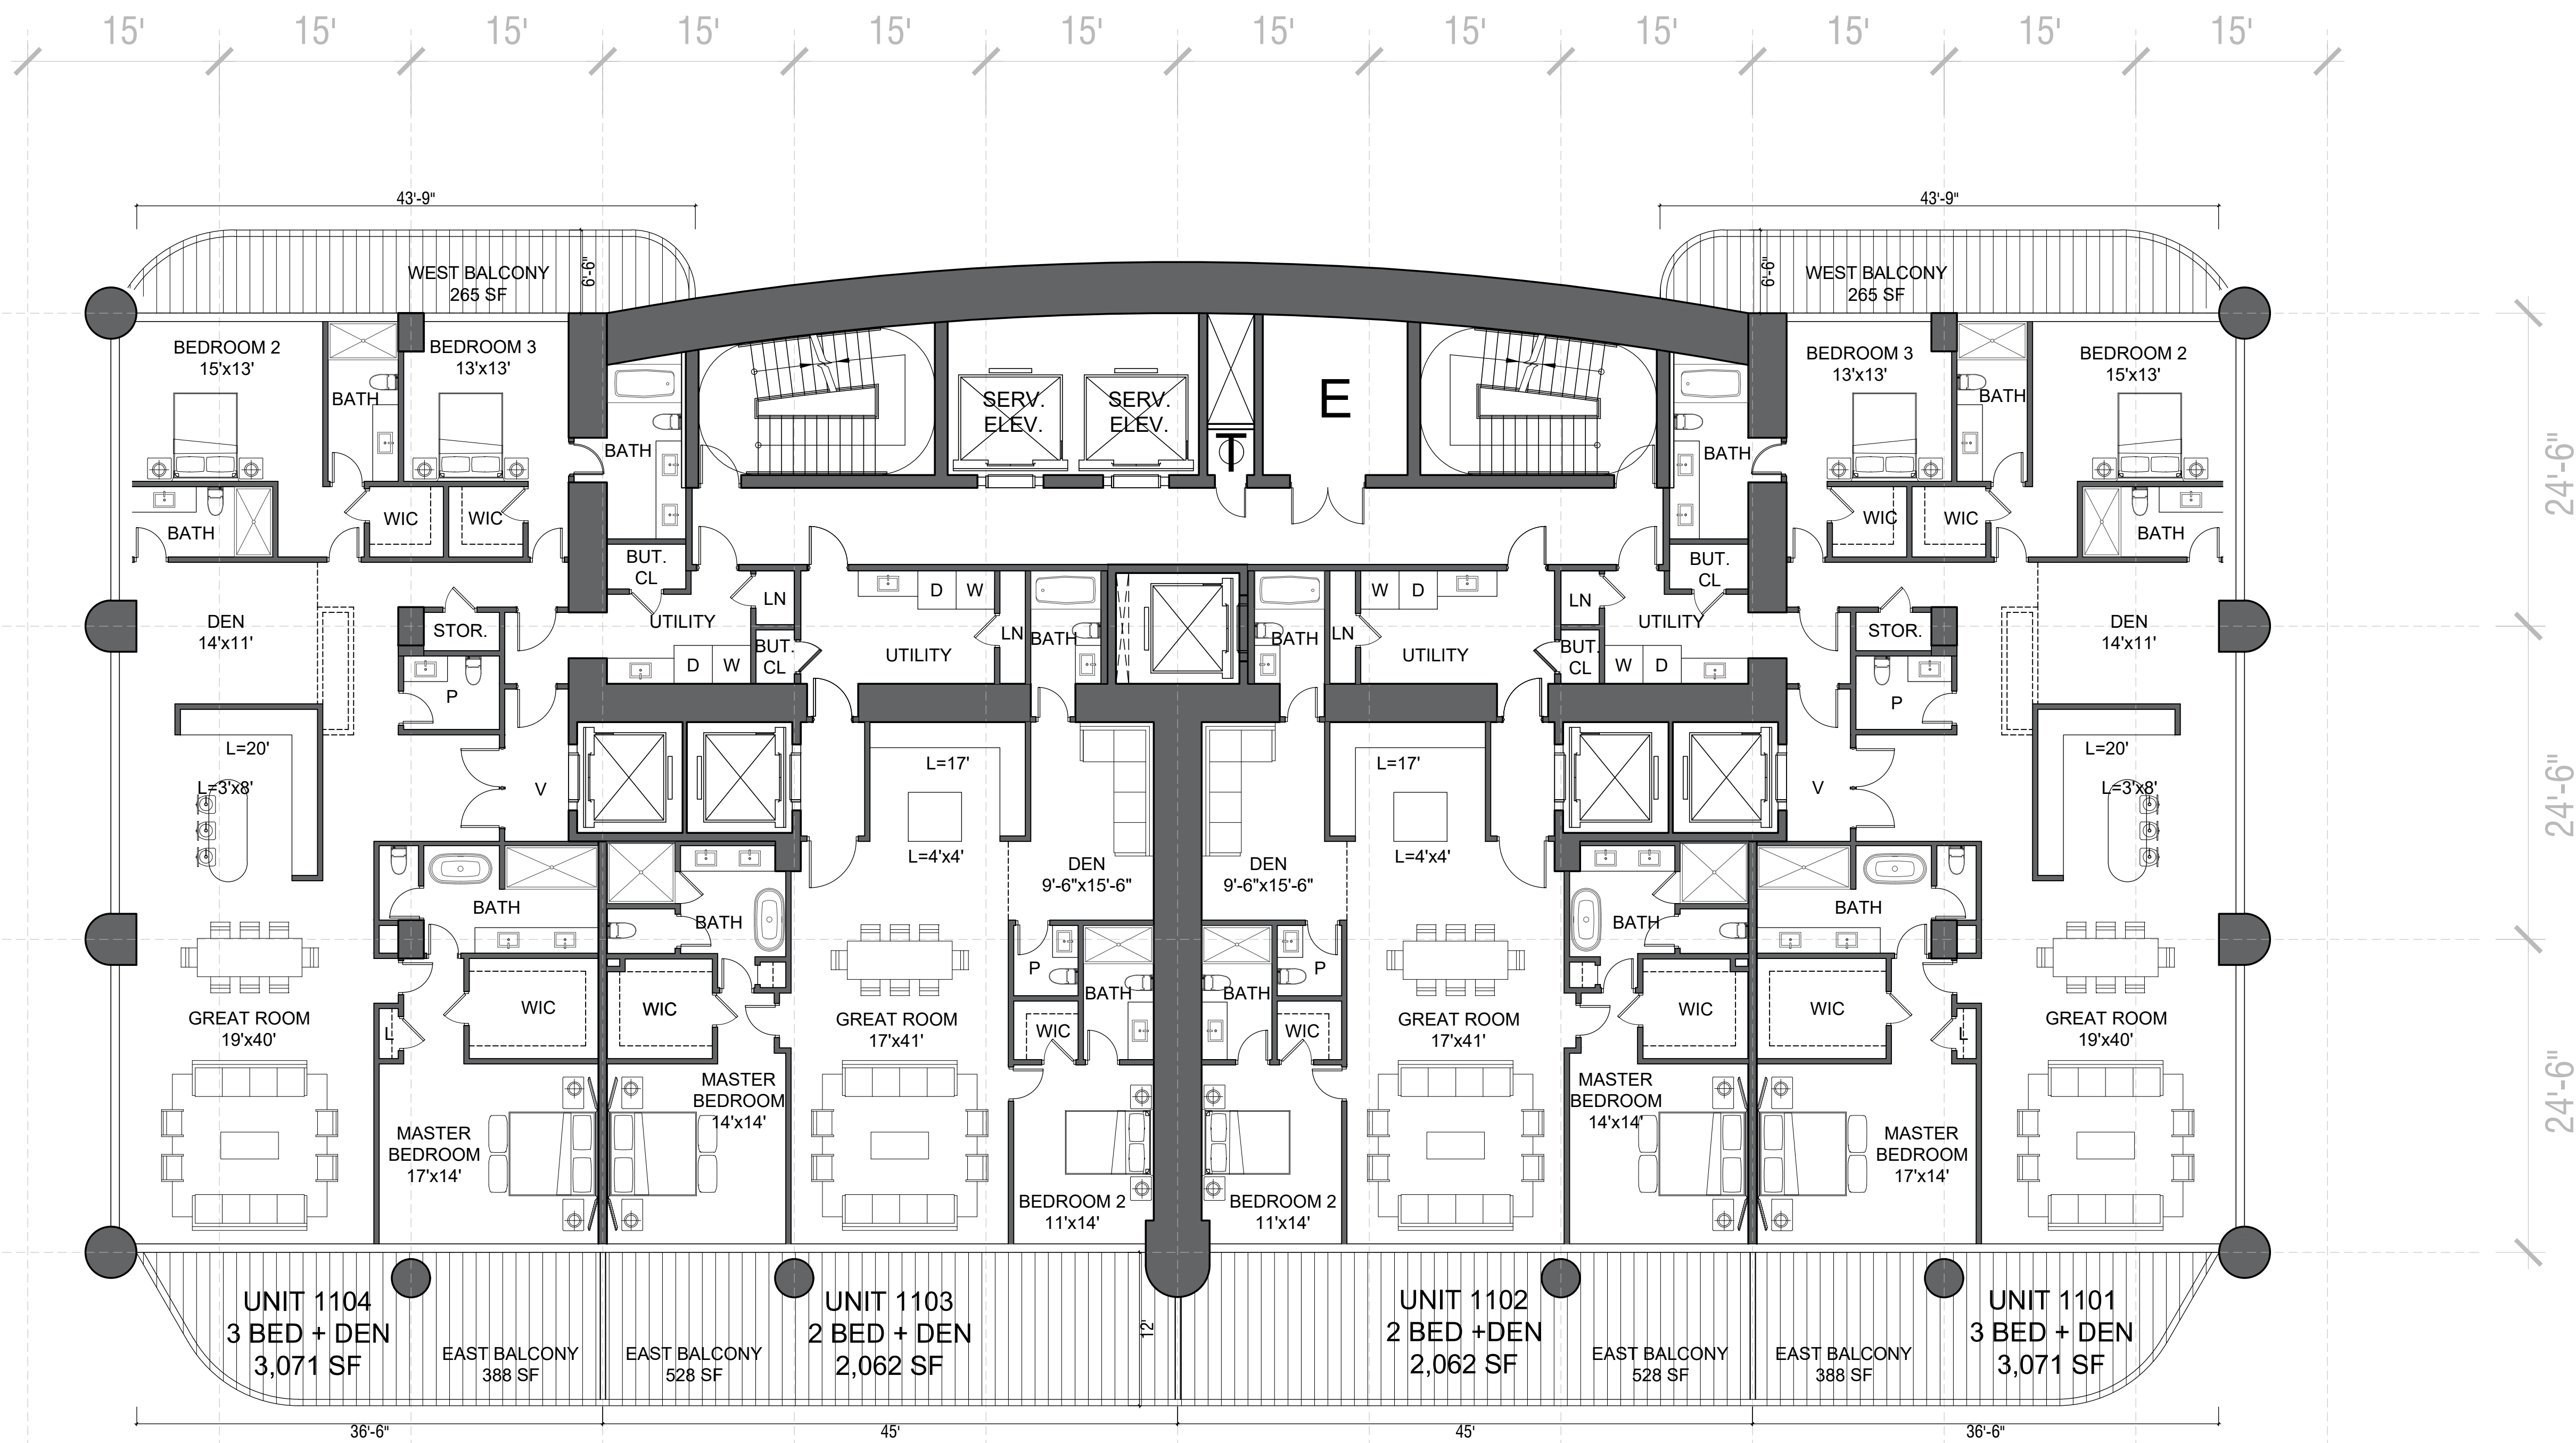 15' 15' 15' 15' 15' 15' 15' 15' 15' 15' 15' 15'
43'-9" 43'-9"
WEST BALCONY
265 SF
6'-6"
6'-6"
WEST BALCONY
265 SF
BEDROOM 2
15'x13'
BATH
BEDROOM 3
13'x13'
BATH
SERV.
ELEV.
SERV.
ELEV.
T
E
BATH
BEDROOM 3
13'x13'
BATH
BEDROOM 2
15'x13'
24'-6"
BATH
WIC
WIC
BUT.
CL
BUT.
CL
WIC
WIC
BATH
DEN
14'x11'
STOR.
P
UTILITY
D W
LN
BUT.
CL
D W
UTILITY
LN
BATH
BATH
LN
W D
UTILITY
LN
BUT.
CL
UTILITY
W D
STOR.
P
DEN
14'x11'
L=20'
L=3'x8'
V
L=17'
L=4'x4'
DEN
9'-6"x15'-6"
DEN
9'-6"x15'-6"
L=17'
L=4'x4'
V
L=20'
L=3'x8'
24'-6"
BATH
BATH
P
BATH
BATH
P
BATH
BATH
GREAT ROOM
19'x40'
L
WIC
WIC
GREAT ROOM
17'x41'
WIC
WIC
GREAT ROOM
17'x41'
WIC
WIC
L
GREAT ROOM
19'x40'
MASTER
BEDROOM
17'x14'
MASTER
BEDROOM
14'x14'
BEDROOM 2
11'x14'
BEDROOM 2
11'x14'
MASTER
BEDROOM
14'x14'
MASTER
BEDROOM
17'x14'
24'-6"
UNIT 1104
3 BED + DEN
3,071 SF
EAST BALCONY
388 SF
EAST BALCONY
528 SF
UNIT 1103
2 BED + DEN
2,062 SF
12'
UNIT 1102
2 BED +DEN
2,062 SF
EAST BALCONY
528 SF
EAST BALCONY
388 SF
UNIT 1101
3 BED + DEN
3,071 SF
36'-6" 45' 45' 36'-6"